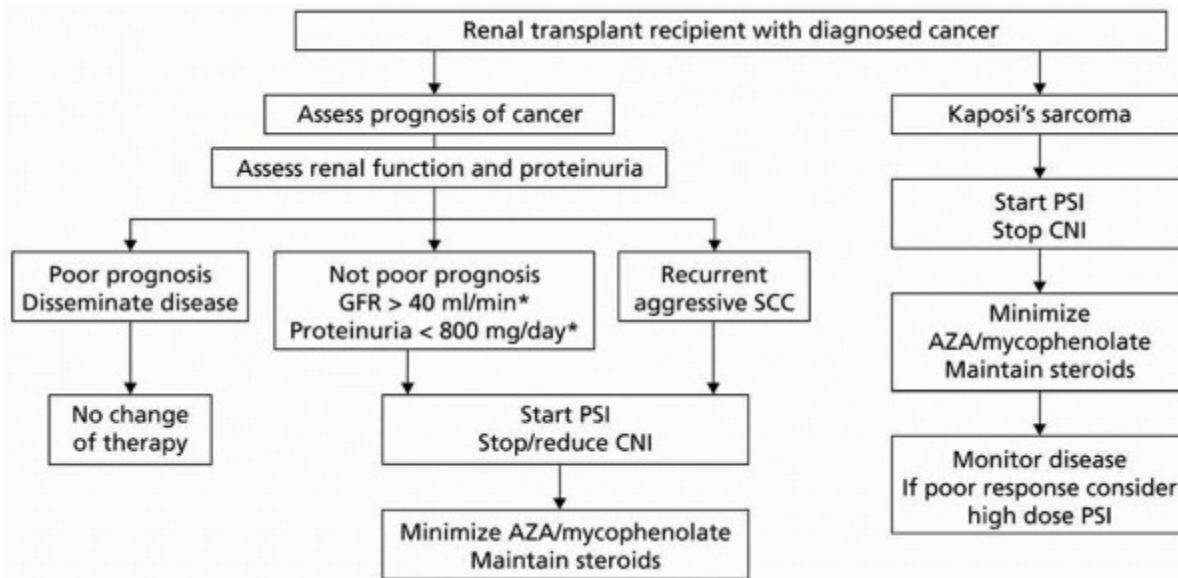 Renal transplant recipient with diagnosed cancer
Assess prognosis of cancer
Assess renal function and proteinuria
Poor prognosis
Disseminate disease
No change
of therapy
Not poor prognosis
GFR > 40 ml/min*
Proteinuria < 800 mg/day*
Recurrent
aggressive SCC
Start PSI
Stop/reduce CNI
Minimize AZA/mycophenolate
Maintain steroids
Kaposi's sarcoma
Start PSI
Stop CNI
Minimize
AZA/mycophenolate
Maintain steroids
Monitor disease
If poor response consider
high dose PSI